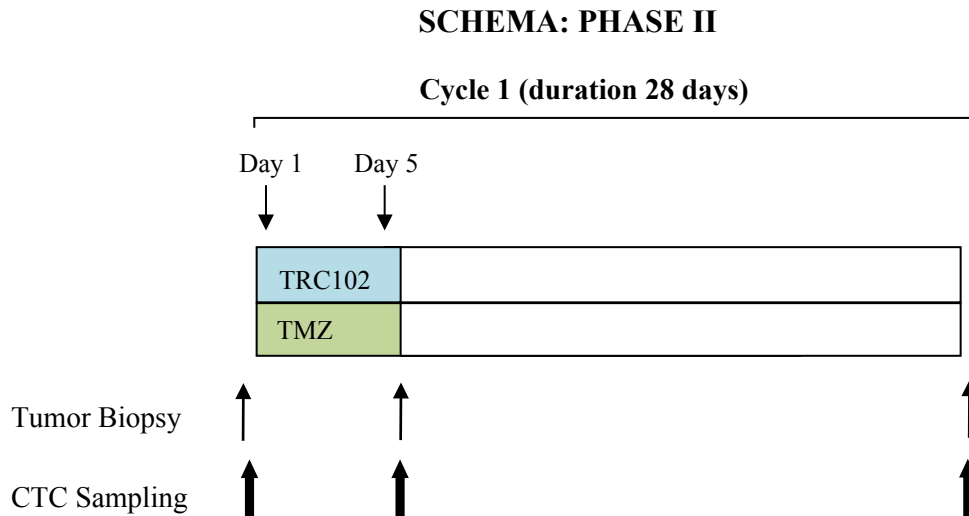 SCHEMA: PHASE II
Cycle 1 (duration 28 days)
Day 1 Day 5
TRC102
TMZ
Tumor Biopsy
CTC Sampling